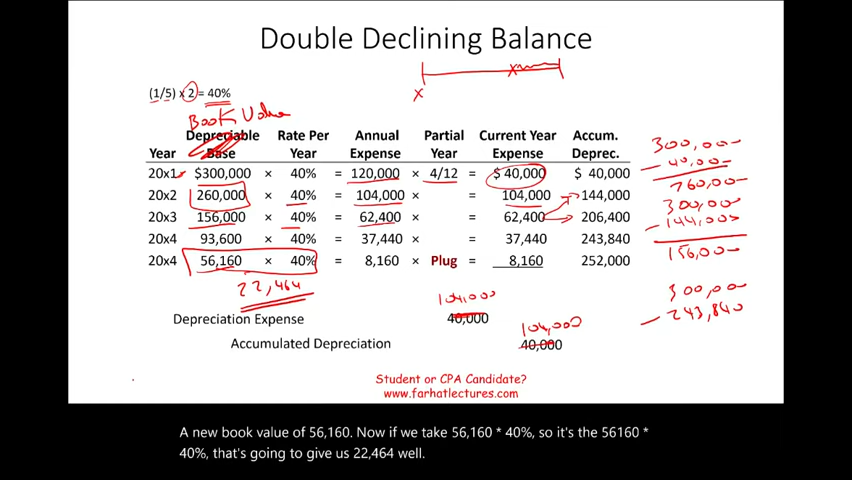 Double Declining Balance
(1/5) x 2 = 40%
x
x
Book Value
Depreciable Rate Per Annual Partial Current Year Accum.
Year Base Year Expense Year Expense Deprec.
20x1 $300,000 × 40% = 120,000 × 4/12 = $ 40,000 $ 40,000
20x2 260,000 × 40% = 104,000 × = 104,000 144,000
20x3 156,000 × 40% = 62,400 × = 62,400 206,400
20x4 93,600 × 40% = 37,440 × = 37,440 243,840
20x4 56,160 × 40% = 8,160 × Plug = 8,160 252,000
22,464
300,000
- 40,000
260,000
300,000
- 144,000
156,000
300,000
- 243,840
104,000
Depreciation Expense 40,000
104,000
Accumulated Depreciation 40,000
Student or CPA Candidate?
www.farhatlectures.com
A new book value of 56,160. Now if we take 56,160 * 40%, so it's the 56160 *
40%, that's going to give us 22,464 well.